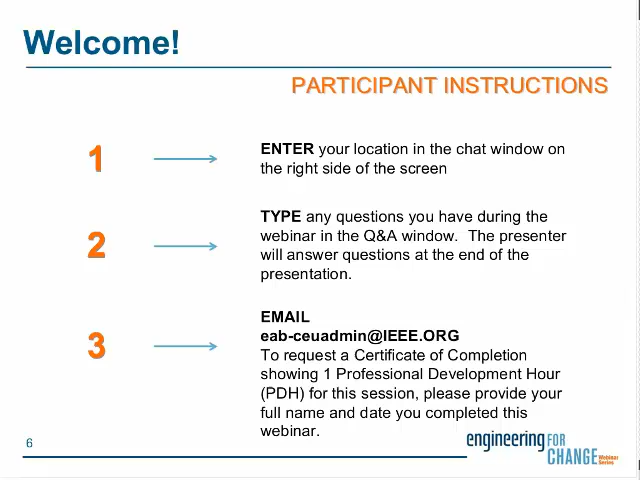 Welcome!
PARTICIPANT INSTRUCTIONS
1
ENTER your location in the chat window on
the right side of the screen
2
TYPE any questions you have during the
webinar in the Q&A window.  The presenter
will answer questions at the end of the
presentation.
3
EMAIL
eab-ceuadmin@IEEE.ORG
To request a Certificate of Completion
showing 1 Professional Development Hour
(PDH) for this session, please provide your
full name and date you completed this
webinar.
6
engineering FOR
CHANGE Webinar
Series